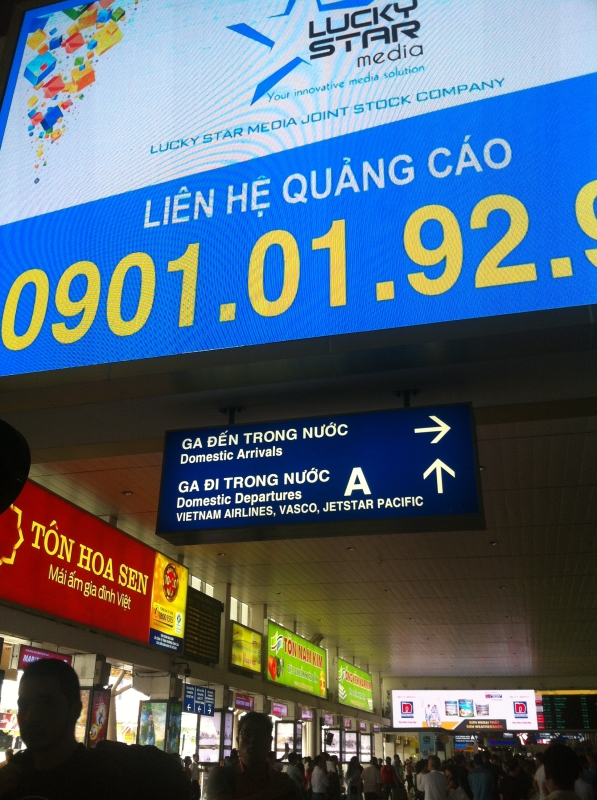 LUCKY
STAR
media
Your innovative media solution
LUCKY STAR MEDIA JOINT STOCK COMPANY
LIÊN HỆ QUẢNG CÁO
0901.01.92.9
GA ĐẾN TRONG NƯỚC
Domestic Arrivals
GA ĐI TRONG NƯỚC A
Domestic Departures
VIETNAM AIRLINES, VASCO, JETSTAR PACIFIC
TÔN HOA SEN
Mái ấm gia đình Việt
TÔN NAM KIM